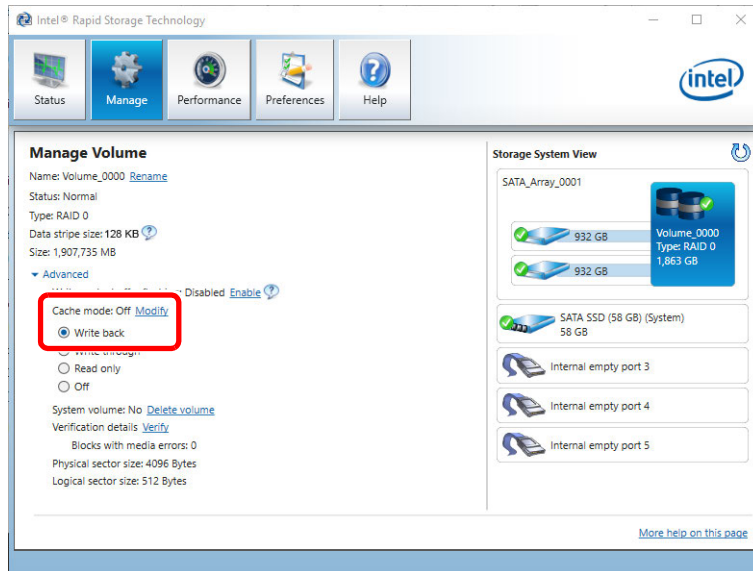 Intel® Rapid Storage Technology
Status
Manage
Performance
Preferences
Help
intel
Manage Volume
Name: Volume_0000 Rename
Status: Normal
Type: RAID 0
Data stripe size: 128 KB ?
Size: 1,907,735 MB
Advanced
Disabled Enable ?
Cache mode: Off Modify
Write back
Write through
Read only
Off
System volume: No Delete volume
Verification details Verify
Blocks with media errors: 0
Physical sector size: 4096 Bytes
Logical sector size: 512 Bytes
Storage System View
SATA_Array_0001
932 GB
932 GB
Volume_0000
Type: RAID 0
1,863 GB
SATA SSD (58 GB) (System)
58 GB
Internal empty port 3
Internal empty port 4
Internal empty port 5
More help on this page